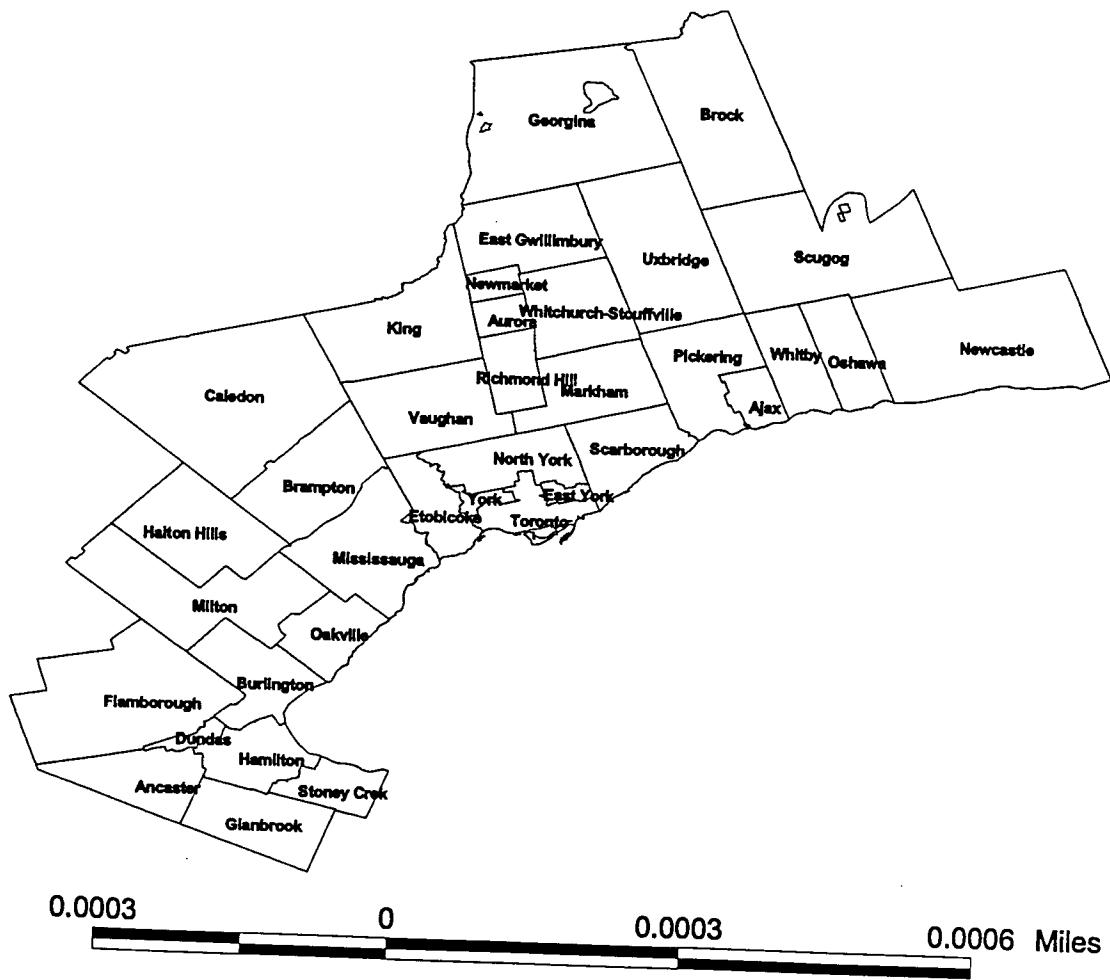 Brock
Georgina
East Gwillimbury
Uxbridge
Scugog
Newmarket
Whitchurch-Stouffville
Aurora
King
Pickering
Whitby
Oshawa
Newcastle
Richmond Hill
Markham
Caledon
Vaughan
Ajax
Scarborough
North York
Brampton
York
East York
Etobicoke
Toronto
Halton Hills
Mississauga
Milton
Oakville
Burlington
Flamborough
Dundas
Hamilton
Ancaster
Stoney Crek
Glanbrook
0.0003 0 0.0003 0.0006 Miles